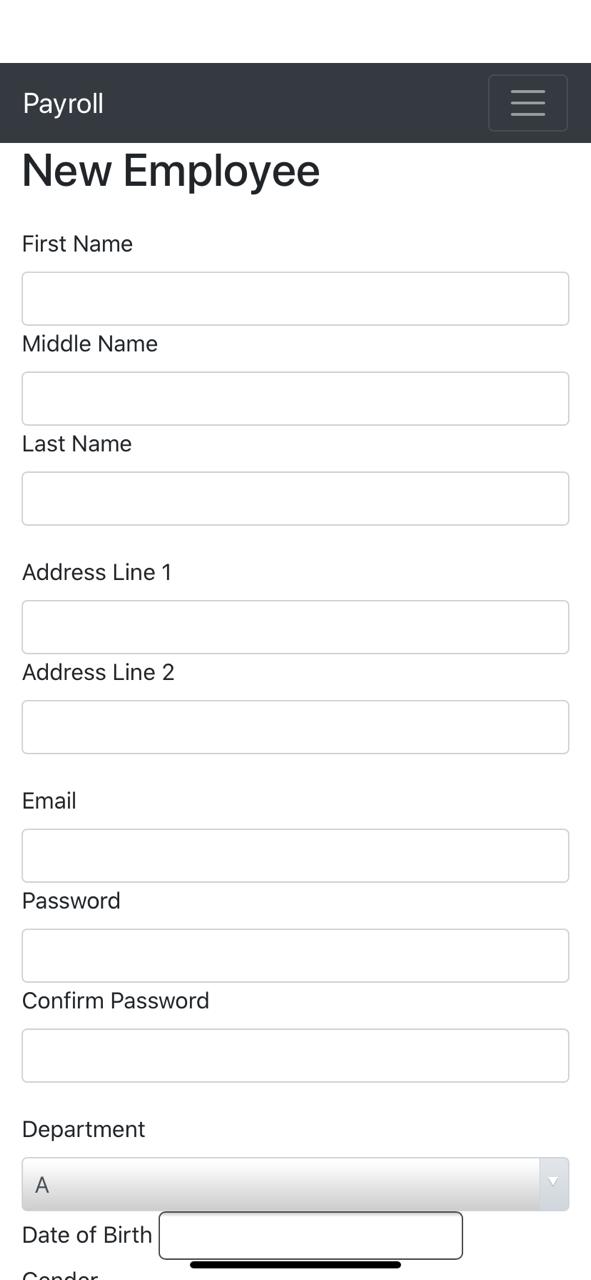 Payroll
New Employee
First Name
Middle Name
Last Name
Address Line 1
Address Line 2
Email
Password
Confirm Password
Department
A
Date of Birth
Gender